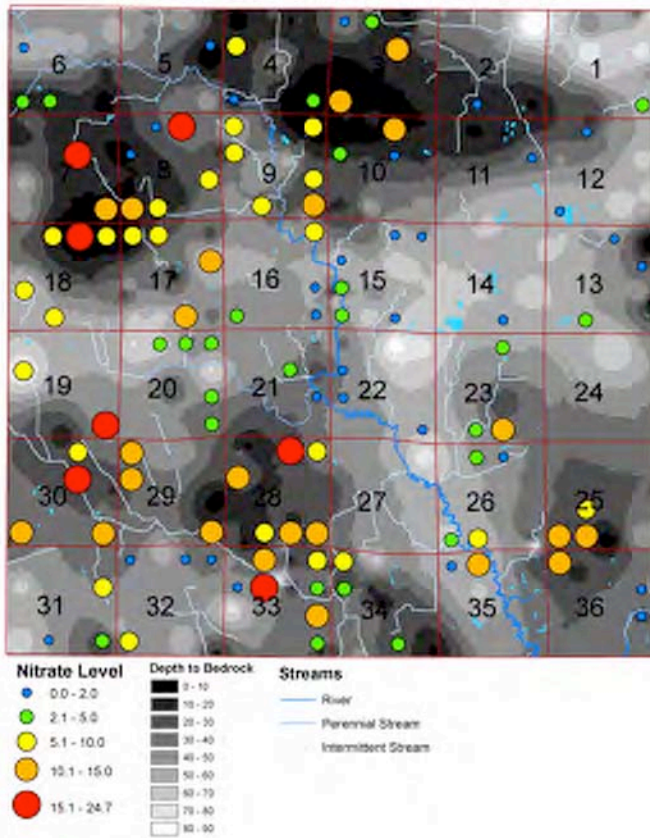 6 5 4 3 2 1
7 8 9 10 11 12
18 17 16 15 14 13
19 20 21 22 23 24
30 29 28 27 26 25
31 32 33 34 35 36
Nitrate Level
0.0 - 2.0
2.1 - 5.0
5.1 - 10.0
10.1 - 15.0
15.1 - 24.7
Depth to Bedrock
0 - 10
10 - 20
20 - 30
30 - 40
40 - 50
50 - 60
60 - 70
70 - 80
80 - 90
Streams
River
Perennial Stream
Intermittent Stream